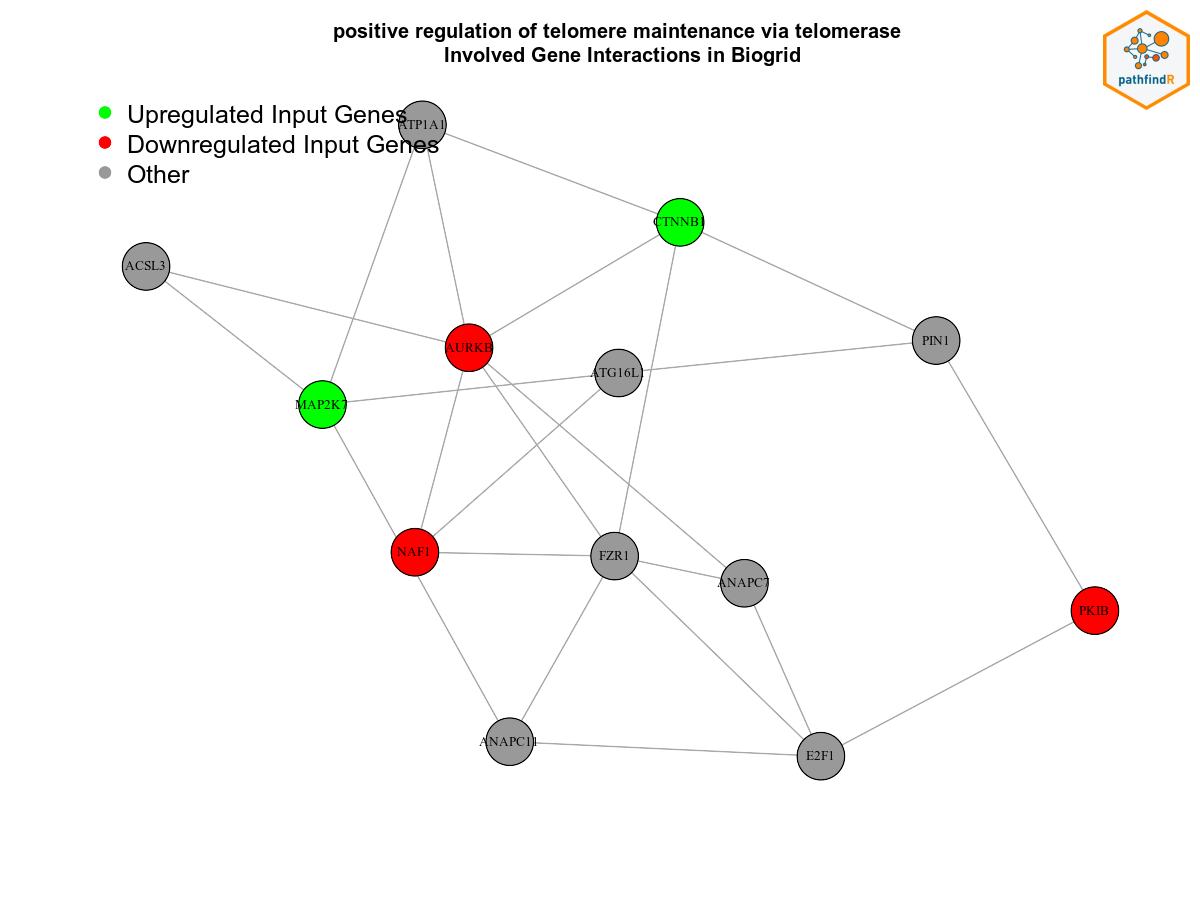 positive regulation of telomere maintenance via telomerase
Involved Gene Interactions in Biogrid
pathfindR
Upregulated Input Genes
Downregulated Input Genes
Other
ATP1A1
CTNNB1
ACSL3
PIN1
AURKB
ATG16L1
MAP2K7
NAF1
FZR1
ANAPC7
PKIB
ANAPC11
E2F1